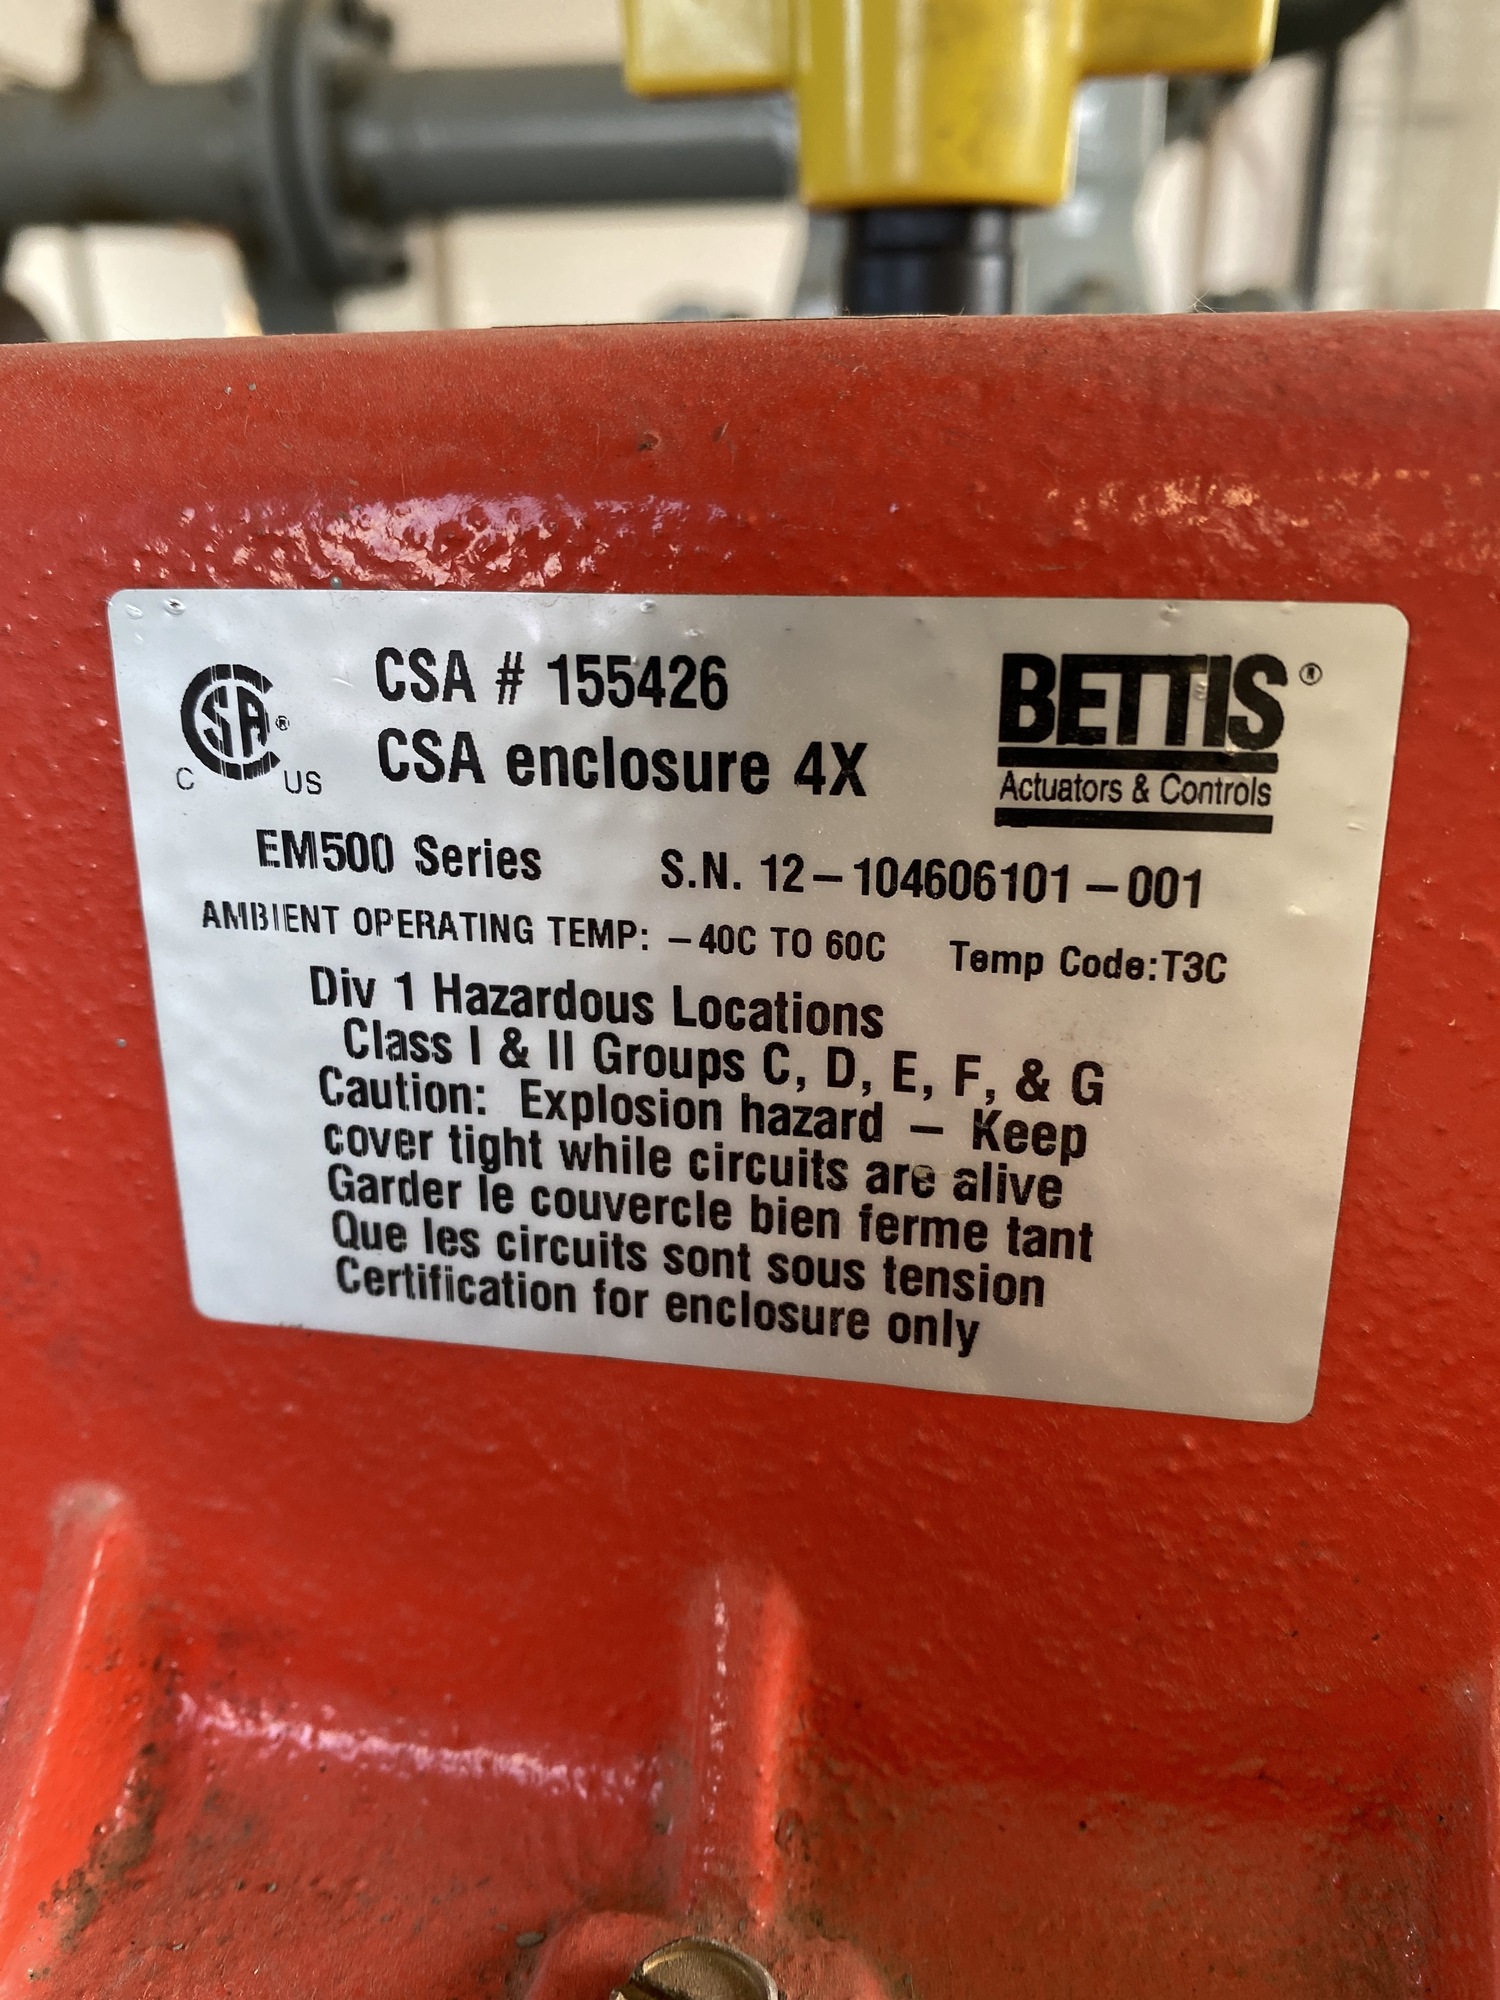 CSA # 155426
CSA enclosure 4X
CSA®
C US
BETTIS®
Actuators & Controls
EM500 Series S.N. 12-104606101-001
AMBIENT OPERATING TEMP: -40C TO 60C Temp Code:T3C
Div 1 Hazardous Locations
Class I & II Groups C, D, E, F, & G
Caution: Explosion hazard - Keep
cover tight while circuits are alive
Garder le couvercle bien ferme tant
Que les circuits sont sous tension
Certification for enclosure only